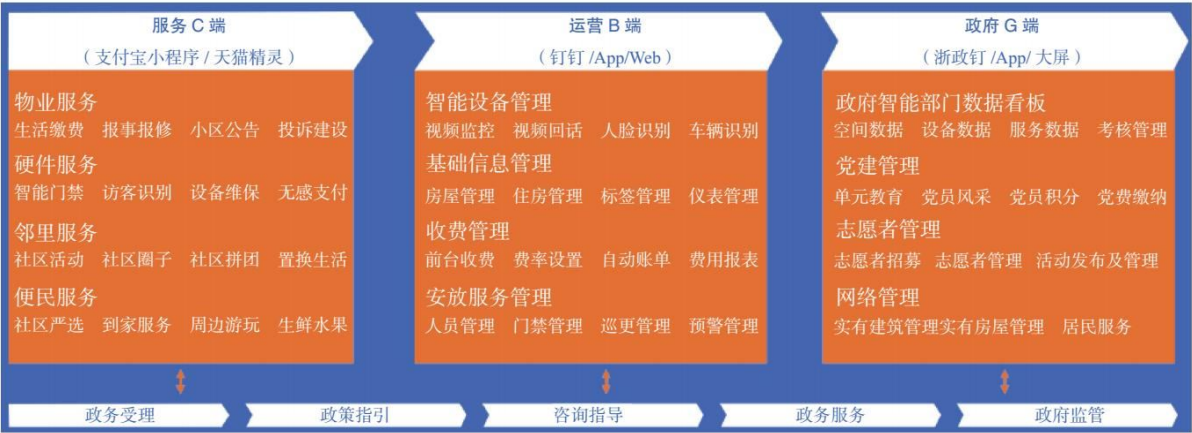 服务 C 端
（支付宝小程序 / 天猫精灵）
物业服务
生活缴费 报事报修 小区公告 投诉建设
硬件服务
智能门禁 访客识别 设备维保 无感支付
邻里服务
社区活动 社区圈子 社区拼团 置换生活
便民服务
社区严选 到家服务 周边游玩 生鲜水果
运营 B 端
（钉钉 /App/Web）
智能设备管理
视频监控 视频回话 人脸识别 车辆识别
基础信息管理
房屋管理 住房管理 标签管理 仪表管理
收费管理
前台收费 费率设置 自动账单 费用报表
安放服务管理
人员管理 门禁管理 巡更管理 预警管理
政府 G 端
（浙政钉 /App/ 大屏）
政府智能部门数据看板
空间数据 设备数据 服务数据 考核管理
党建管理
单元教育 党员风采 党员积分 党费缴纳
志愿者管理
志愿者招募 志愿者管理 活动发布及管理
网络管理
实有建筑管理实有房屋管理 居民服务
政务受理 政策指引 咨询指导 政务服务 政府监管